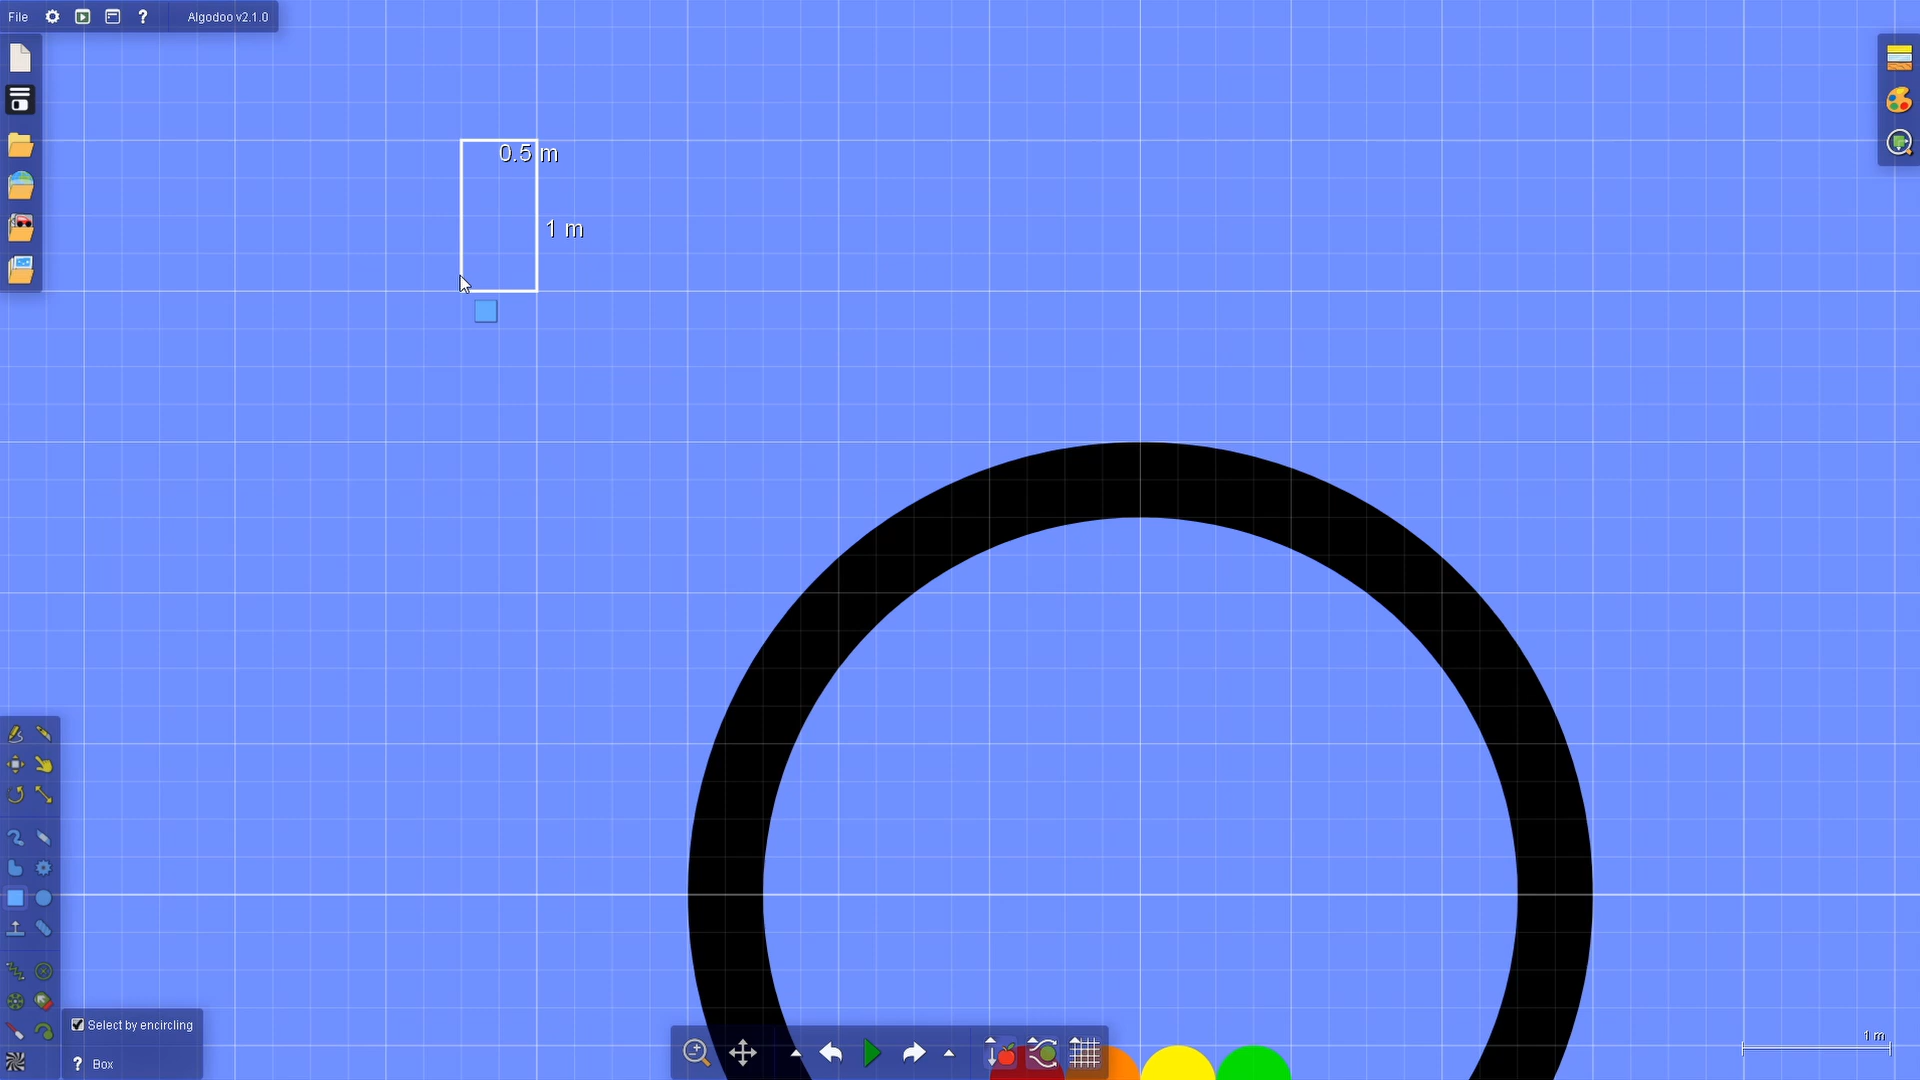 File ? Algodoo v2.1.0
0.5 m
1 m
Select by encircling
? Box
1 m